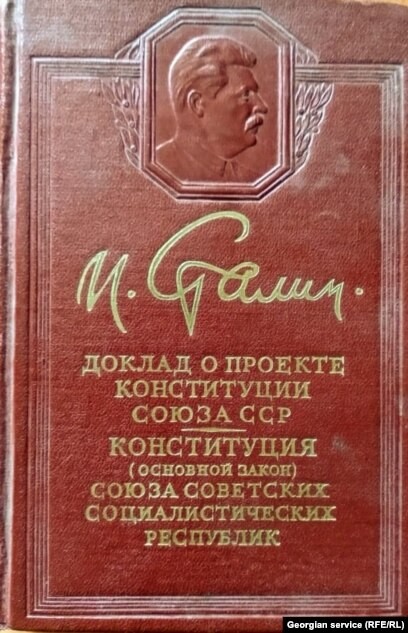 И. Сталин.
ДОКЛАД О ПРОЕКТЕ
КОНСТИТУЦИИ
СОЮЗА ССР
КОНСТИТУЦИЯ
(ОСНОВНОЙ ЗАКОН)
СОЮЗА СОВЕТСКИХ
СОЦИАЛИСТИЧЕСКИХ
РЕСПУБЛИК
Georgian service (RFE/RL)